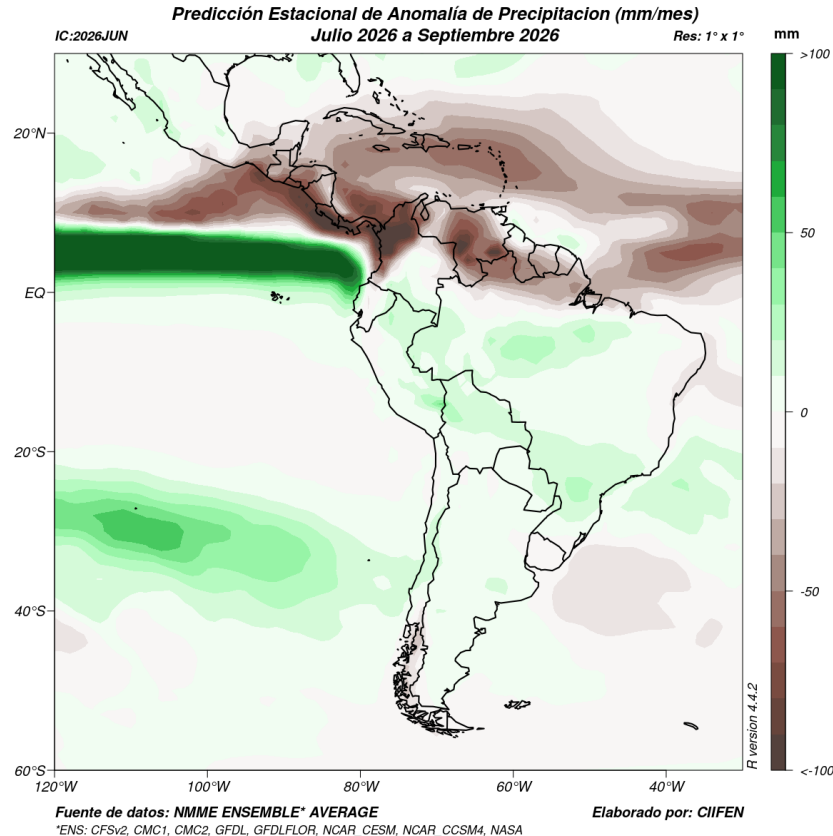 Predicción Estacional de Anomalía de Precipitacion (mm/mes)
IC:2026JUN
Julio 2026 a Septiembre 2026
Res: 1° x 1°
mm
>100
50
0
-50
<-100
20°N
EQ
20°S
40°S
60°S
120°W
100°W
80°W
60°W
40°W
R version 4.4.2
Fuente de datos: NMME ENSEMBLE* AVERAGE
Elaborado por: CIIFEN
*ENS: CFSv2, CMC1, CMC2, GFDL, GFDLFLOR, NCAR_CESM, NCAR_CCSM4, NASA